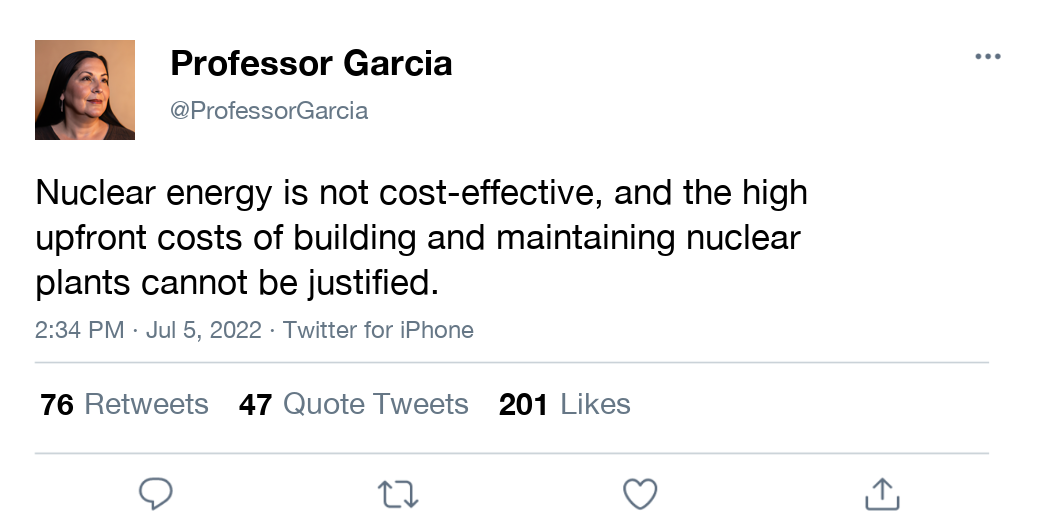 Professor Garcia
@ProfessorGarcia
Nuclear energy is not cost-effective, and the high
upfront costs of building and maintaining nuclear
plants cannot be justified.
2:34 PM · Jul 5, 2022 · Twitter for iPhone
76 Retweets 47 Quote Tweets 201 Likes